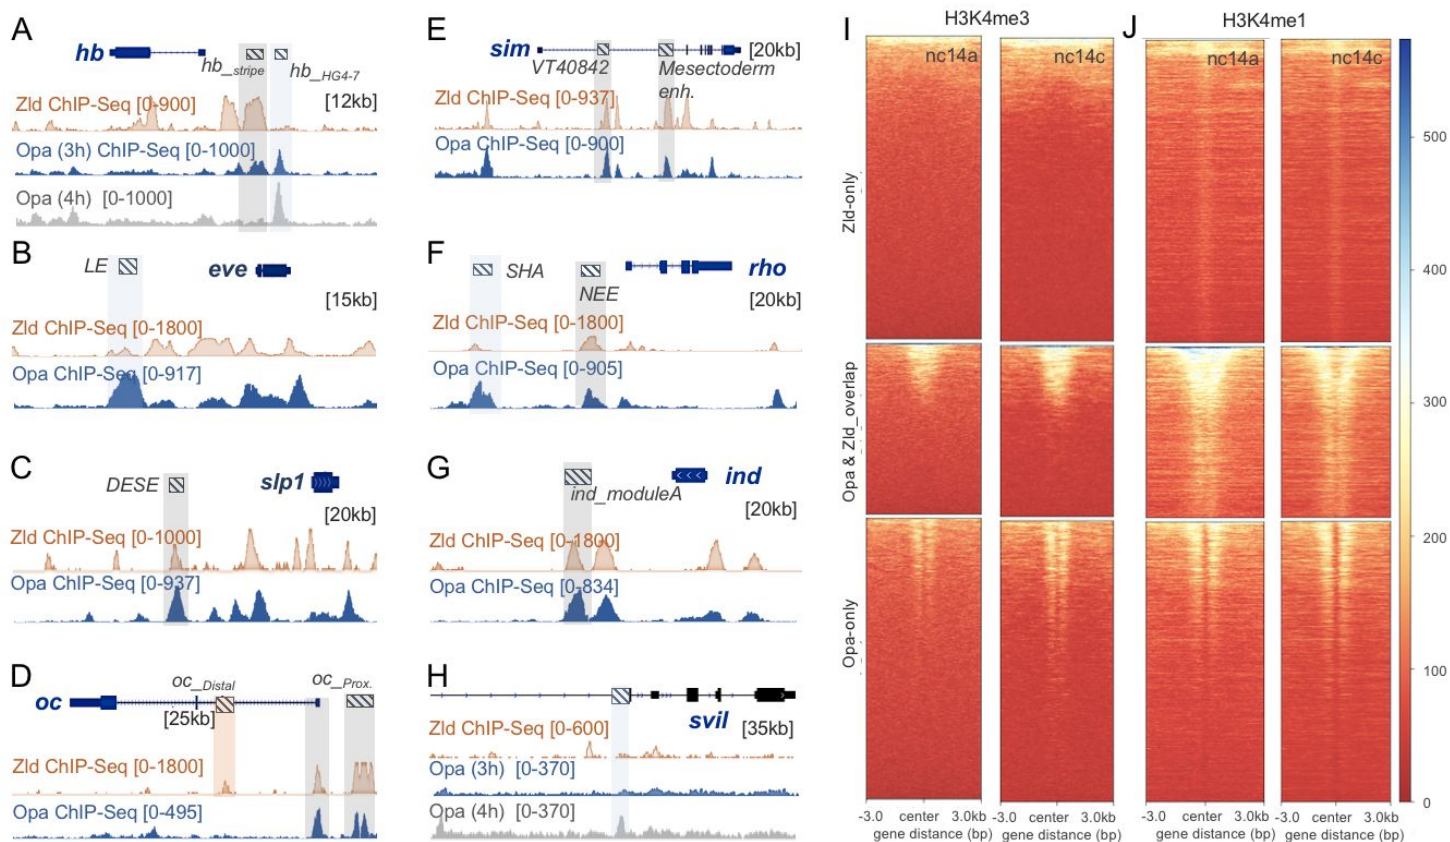 A
hb
hb_stripe
hb_HG4-7
[12kb]
Zld ChIP-Seq [0-900]
Opa (3h) ChIP-Seq [0-1000]
Opa (4h) [0-1000]
B
LE
eve
[15kb]
Zld ChIP-Seq [0-1800]
Opa ChIP-Seq [0-917]
C
DESE
slp1
[20kb]
Zld ChIP-Seq [0-1000]
Opa ChIP-Seq [0-937]
D
oc
oc_Distal
oc_Prox.
[25kb]
Zld ChIP-Seq [0-1800]
Opa ChIP-Seq [0-495]
E
sim
[20kb]
VT40842
Mesectoderm
enh.
Zld ChIP-Seq [0-937]
Opa ChIP-Seq [0-900]
F
SHA
NEE
rho
[20kb]
Zld ChIP-Seq [0-1800]
Opa ChIP-Seq [0-905]
G
ind_moduleA
ind
[20kb]
Zld ChIP-Seq [0-1800]
Opa ChIP-Seq [0-834]
H
svil
[35kb]
Zld ChIP-Seq [0-600]
Opa (3h) [0-370]
Opa (4h) [0-370]
I
H3K4me3
nc14a
nc14c
Zld-only
Opa & Zld_overlap
Opa-only
-3.0 center 3.0kb
gene distance (bp)
-3.0 center 3.0kb
gene distance (bp)
J
H3K4me1
nc14a
nc14c
-3.0 center 3.0kb
gene distance (bp)
-3.0 center 3.0kb
gene distance (bp)
500
400
300
200
100
0